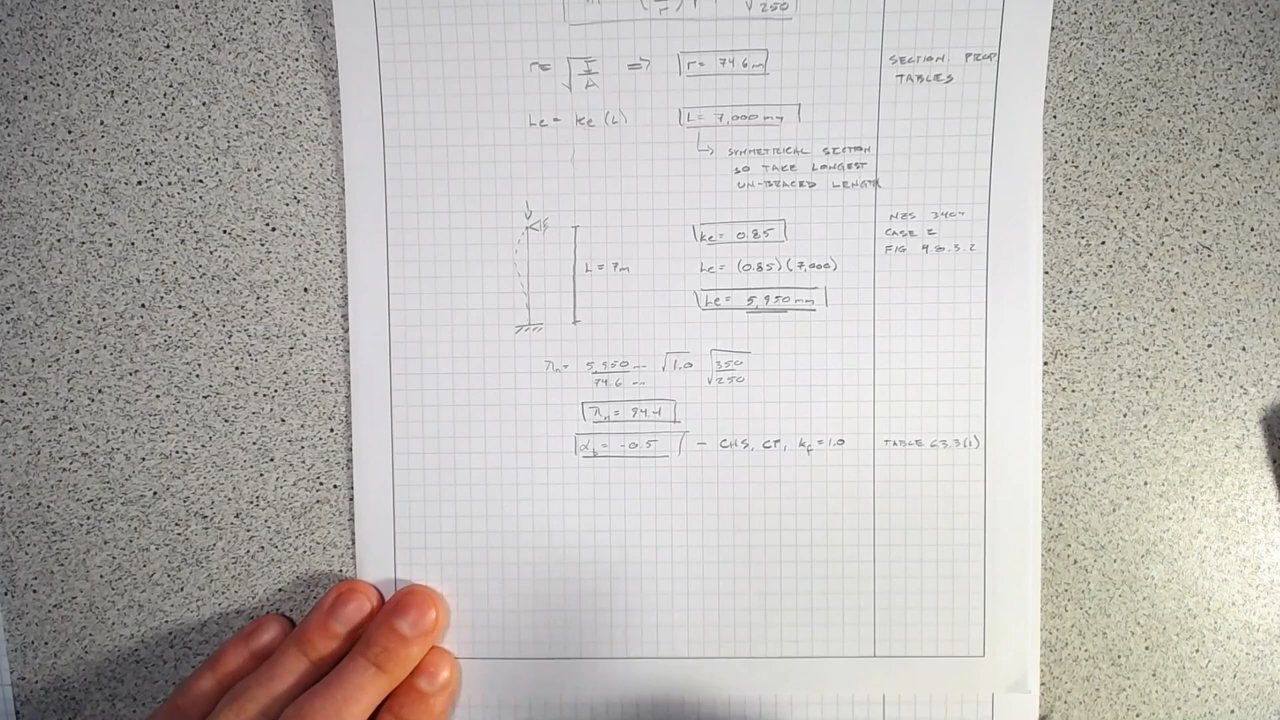 250
r = √I/A => r = 74.6 m
SECTION PROP
TABLES
Le = ke (L) L = 7,000 mm
↳ SYMMETRICAL SECTION
SO TAKE LONGEST
UN-BRACED LENGTH
NZS 3404
CASE 2
FIG 4.8.3.2
ke = 0.85
L = 7m
Le = (0.85)(7,000)
Le = 5,950 mm
λn = 5,950 mm / 74.6 mm √1.0 √350/250
λn = 94.4
αb = -0.5 - CHS, CF, kf = 1.0
TABLE 6.3.3(1)